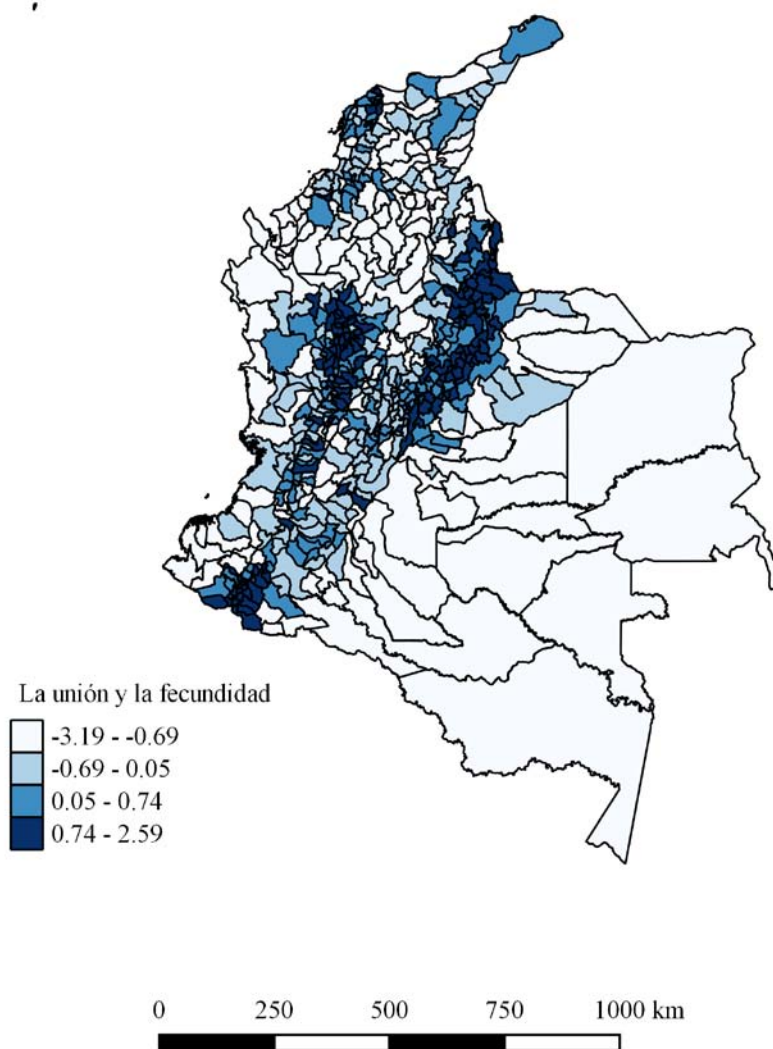 La unión y la fecundidad
-3.19 - -0.69
-0.69 - 0.05
0.05 - 0.74
0.74 - 2.59
0 250 500 750 1000 km